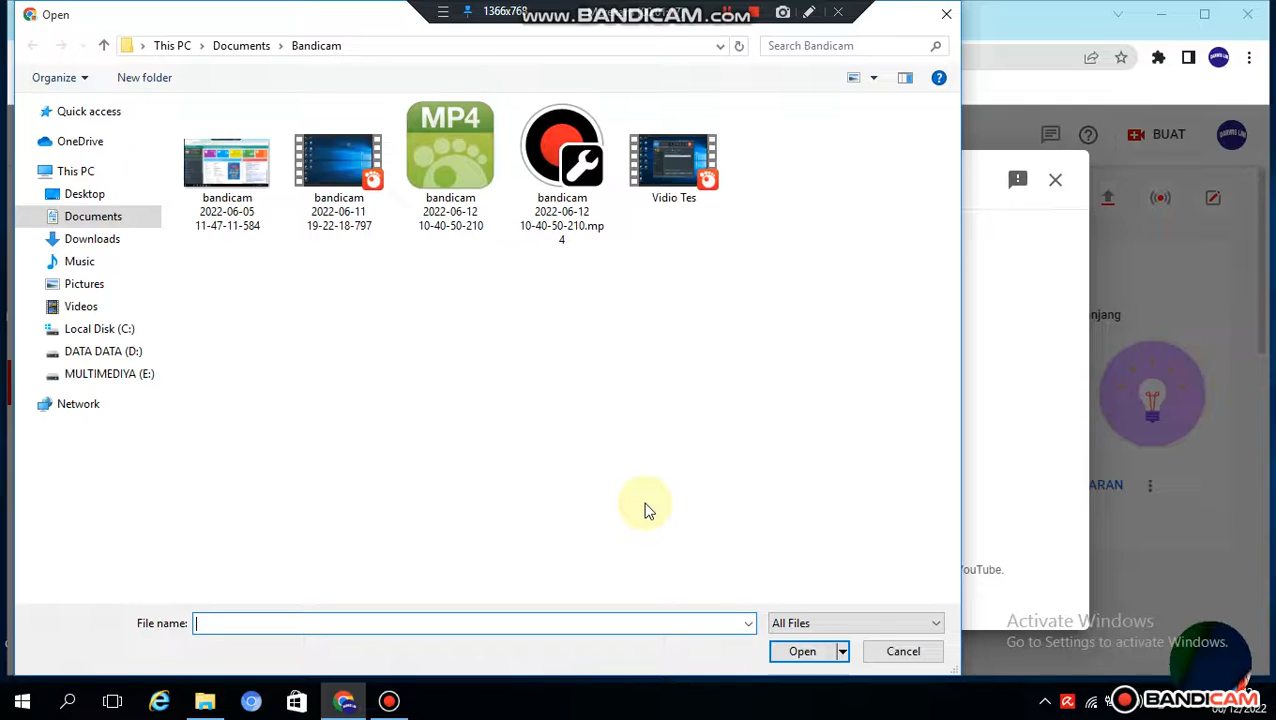 Open
1366x768
www.BANDICAM.com
This PC > Documents > Bandicam
Search Bandicam
Organize
New folder
Quick access
OneDrive
This PC
Desktop
Documents
Downloads
Music
Pictures
Videos
Local Disk (C:)
DATA DATA (D:)
MULTIMEDIYA (E:)
Network
bandicam
2022-06-05
11-47-11-584
bandicam
2022-06-11
19-22-18-797
MP4
bandicam
2022-06-12
10-40-50-210
bandicam
2022-06-12
10-40-50-210.mp
4
Vidio Tes
BUAT
anjang
ARAN
YouTube.
File name:
All Files
Open
Cancel
Activate Windows
Go to Settings to activate Windows.
BANDICAM